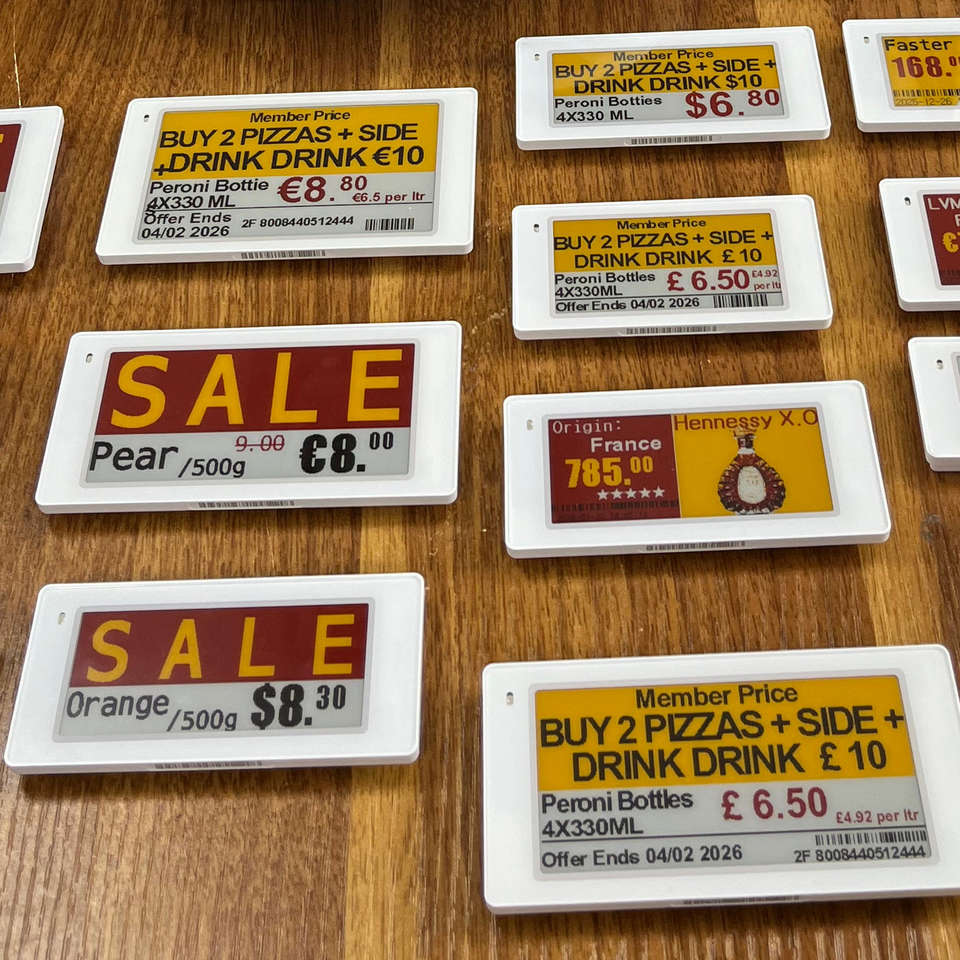 Member Price
BUY 2 PIZZAS + SIDE +
DRINK DRINK $10
Peroni Botties
4X330 ML
$6. 80
Faster
168.
2025-12-26
Member Price
BUY 2 PIZZAS + SIDE
+DRINK DRINK €10
Peroni Bottie
4X330 ML
€8. 80
€6.5 per ltr
Offer Ends
04/02 2026
2F 8008440512444
Member Price
BUY 2 PIZZAS + SIDE +
DRINK DRINK £ 10
Peroni Bottles
4X330ML
£ 6.50
£4.92
per ltr
Offer Ends 04/02 2026
SALE
Pear /500g
9.00
€8.00
Origin:
France
785.00
Hennessy X.O
SALE
Orange /500g
$8.30
Member Price
BUY 2 PIZZAS + SIDE +
DRINK DRINK £ 10
Peroni Bottles
4X330ML
£ 6.50
£4.92 per ltr
Offer Ends 04/02 2026
2F 8008440512444